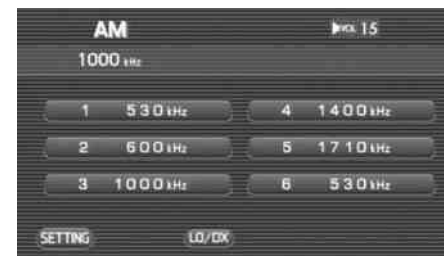 AM VOL 15
1000 kHz
1 530 kHz 4 1400 kHz
2 600 kHz 5 1710 kHz
3 1000 kHz 6 530 kHz
SETTING LO/DX